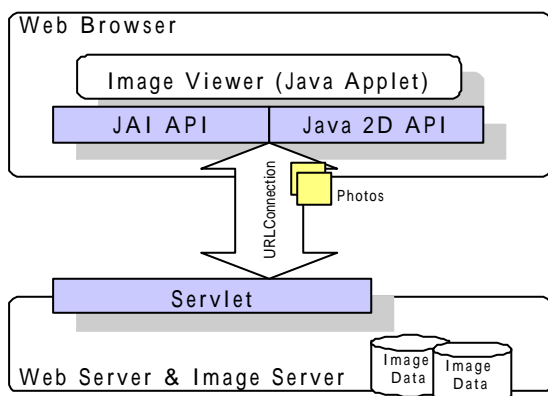 Web Browser
Image Viewer (Java Applet)
JAI API
Java 2D API
URLConnection
Photos
Servlet
Image
Data
Image
Data
Web Server & Image Server